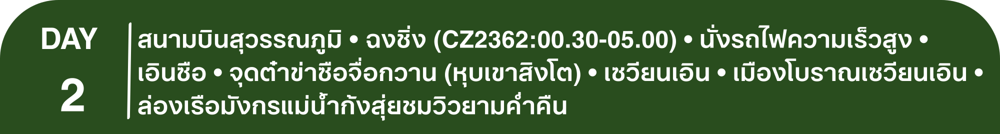 DAY
2
สนามบินสุวรรณภูมิ • ฉงชิ่ง (CZ2362:00.30-05.00) • นั่งรถไฟความเร็วสูง •
เอินซือ • จุดต๋าข่าซือจื่อกวาน (หุบเขาสิงโต) • เซวียนเอิน • เมืองโบราณเซวียนเอิน •
ล่องเรือมังกรแม่น้ำก้งสุ่ยชมวิวยามค่ำคืน